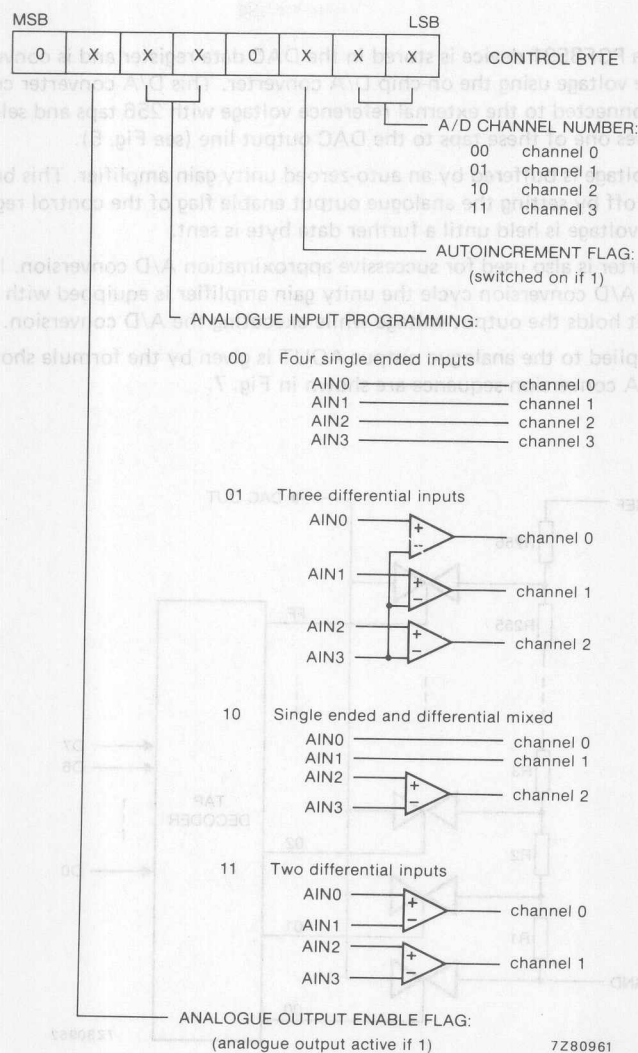 MSB LSB
0 X X X 0 X X X CONTROL BYTE
A/D CHANNEL NUMBER:
00 channel 0
01 channel 1
10 channel 2
11 channel 3
AUTOINCREMENT FLAG:
(switched on if 1)
ANALOGUE INPUT PROGRAMMING:
00 Four single ended inputs
AIN0 channel 0
AIN1 channel 1
AIN2 channel 2
AIN3 channel 3
01 Three differential inputs
AIN0 + − channel 0
AIN1 + − channel 1
AIN2 + − channel 2
AIN3
10 Single ended and differential mixed
AIN0 channel 0
AIN1 channel 1
AIN2 + channel 2
AIN3 −
11 Two differential inputs
AIN0 + channel 0
AIN1 −
AIN2 + channel 1
AIN3 −
ANALOGUE OUTPUT ENABLE FLAG:
(analogue output active if 1) 7Z80961